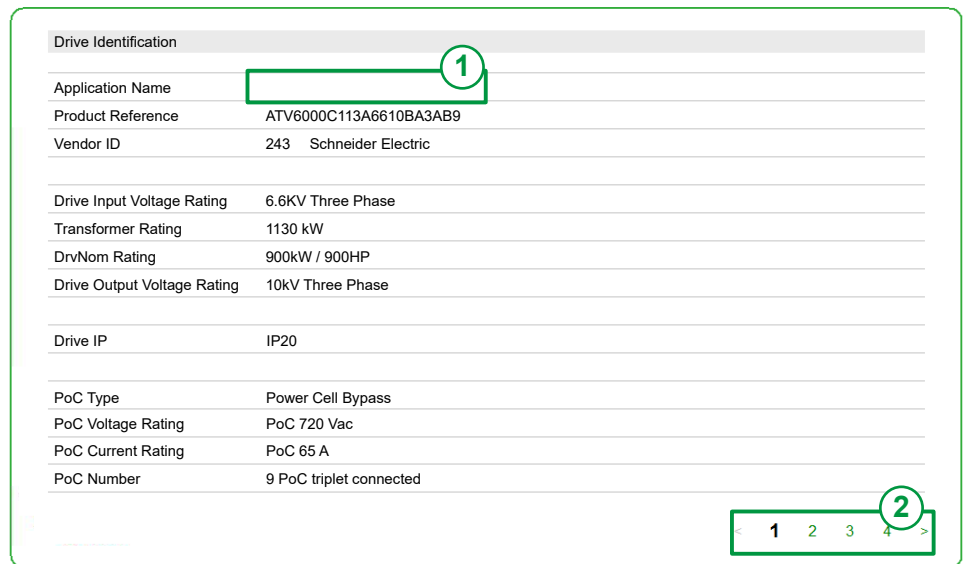 Drive Identification
1
Application Name
Product Reference ATV6000C113A6610BA3AB9
Vendor ID 243 Schneider Electric
Drive Input Voltage Rating 6.6KV Three Phase
Transformer Rating 1130 kW
DrvNom Rating 900kW / 900HP
Drive Output Voltage Rating 10kV Three Phase
Drive IP IP20
PoC Type Power Cell Bypass
PoC Voltage Rating PoC 720 Vac
PoC Current Rating PoC 65 A
PoC Number 9 PoC triplet connected
2
< 1 2 3 4 >